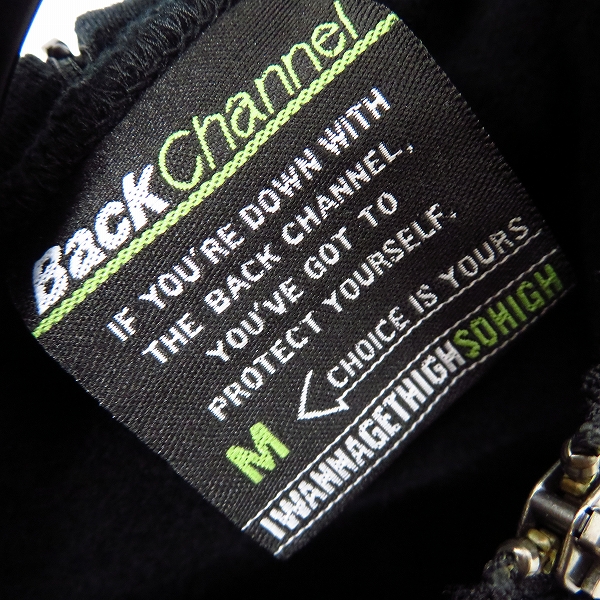 BackChannel
IF YOU'RE DOWN WITH
THE BACK CHANNEL,
YOU'VE GOT TO
PROTECT YOURSELF.
CHOICE IS YOURS
M
IWANNAGETHIGHSOHIGH